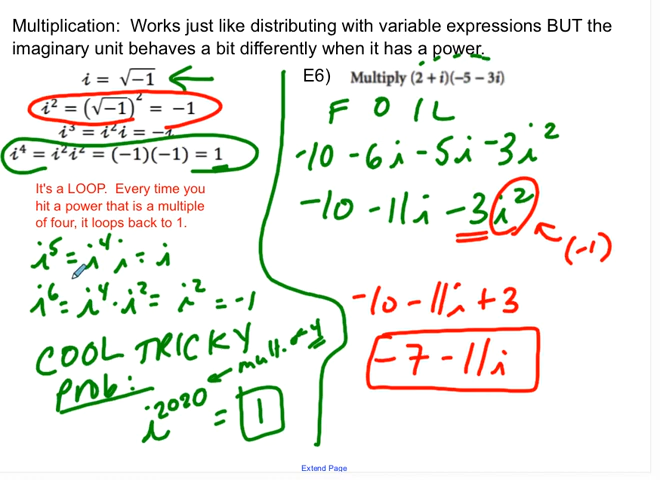 Multiplication: Works just like distributing with variable expressions BUT the
imaginary unit behaves a bit differently when it has a power.
i = √−1
i² = (√−1)² = −1
i³ = i²i = −i
i⁴ = i²i² = (−1)(−1) = 1
It's a LOOP. Every time you
hit a power that is a multiple
of four, it loops back to 1.
i⁵ = i⁴·i = i
i⁶ = i⁴·i² = i² = −1
COOL TRICKY
Prob:
mult. of 4
i²⁰²⁰ = 1
E6) Multiply (2 + i)(−5 − 3i)
F O I L
-10 -6i -5i -3i²
-10 -11i -3i²
(-1)
-10 -11i +3
-7 -11i
Extend Page